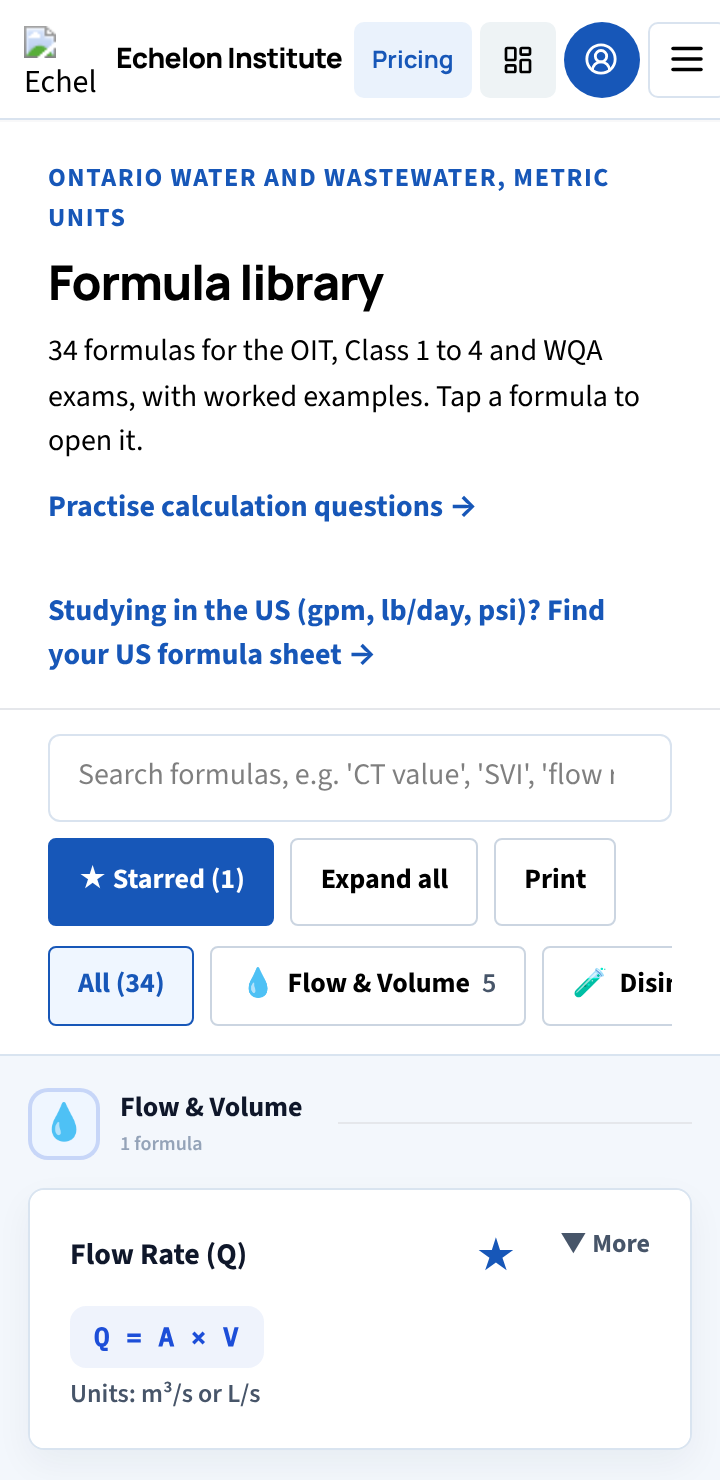 Echel
Echelon Institute
Pricing
ONTARIO WATER AND WASTEWATER, METRIC
UNITS
Formula library
34 formulas for the OIT, Class 1 to 4 and WQA
exams, with worked examples. Tap a formula to
open it.
Practise calculation questions →
Studying in the US (gpm, lb/day, psi)? Find
your US formula sheet →
Search formulas, e.g. 'CT value', 'SVI', 'flow
★ Starred (1)
Expand all
Print
All (34)
Flow & Volume 5
Flow & Volume
1 formula
Flow Rate (Q)
★
▼ More
Q = A × V
Units: m³/s or L/s